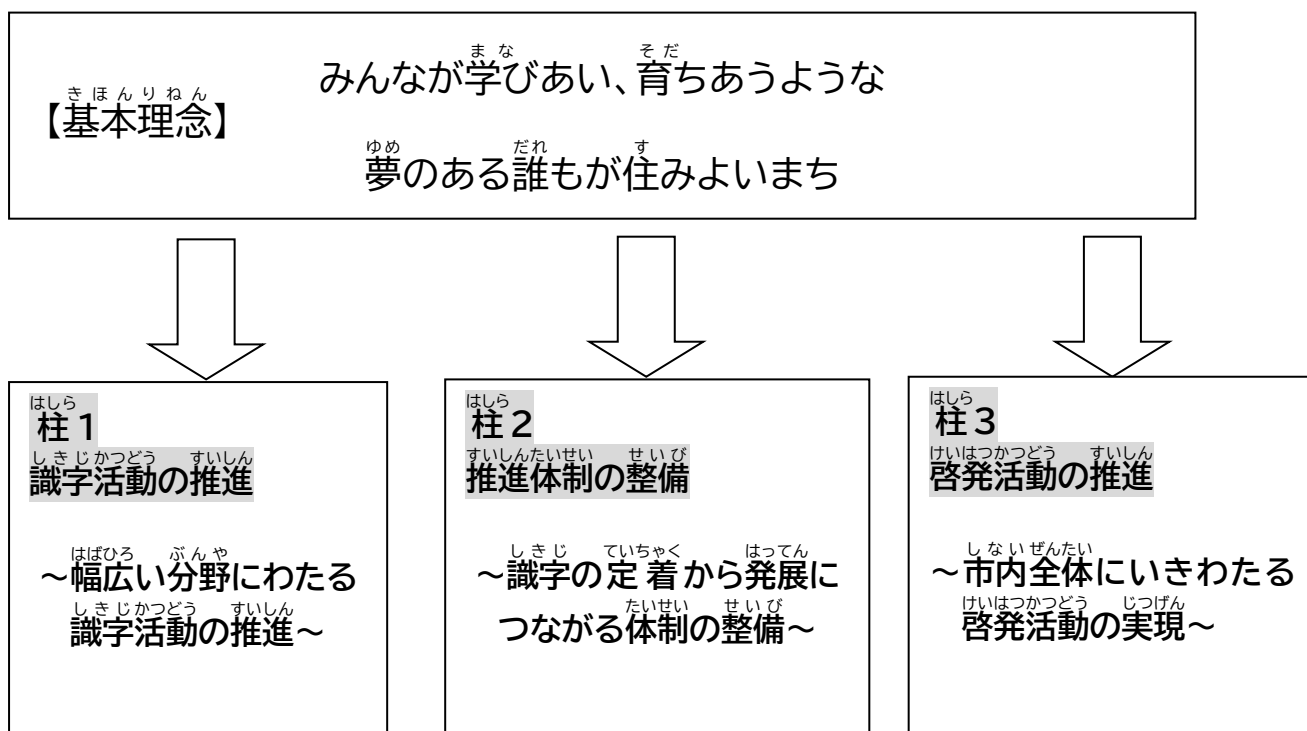 みんなが学びあい、育ちあうような
【基本理念】
夢のある誰もが住みよいまち
柱1
識字活動の推進
～幅広い分野にわたる
識字活動の推進～
柱2
推進体制の整備
～識字の定着から発展に
つながる体制の整備～
柱3
啓発活動の推進
～市内全体にいきわたる
啓発活動の実現～